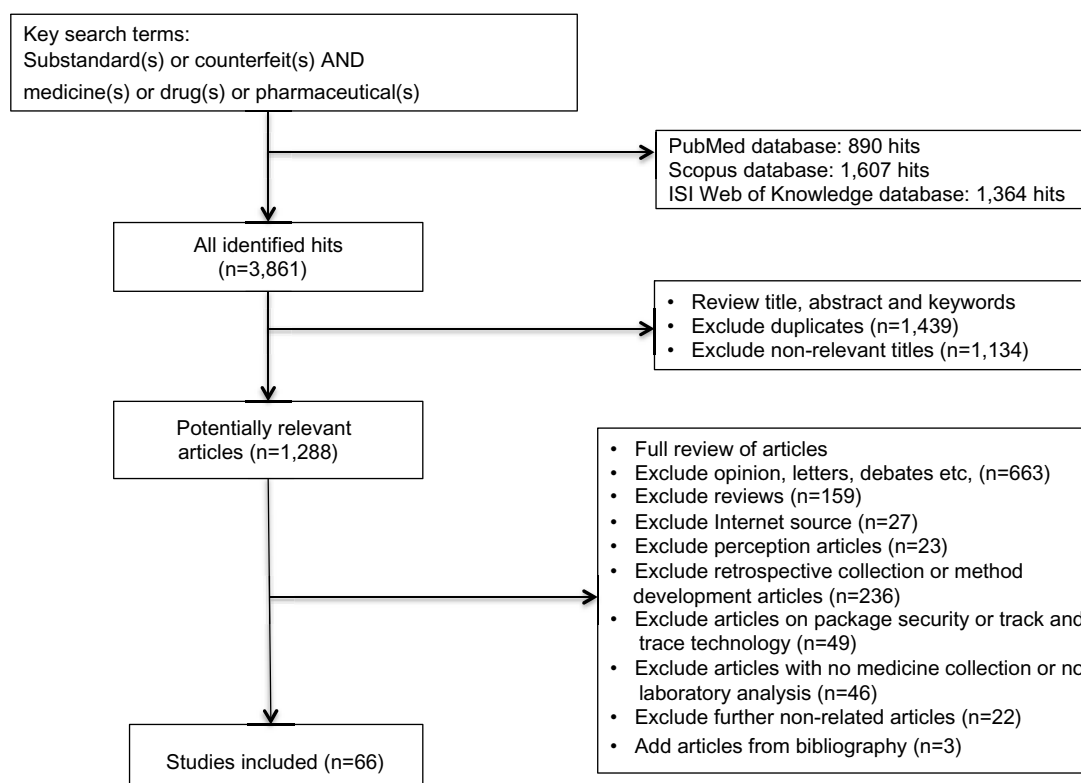 Key search terms:
Substandard(s) or counterfeit(s) AND
medicine(s) or drug(s) or pharmaceutical(s)
PubMed database: 890 hits
Scopus database: 1,607 hits
ISI Web of Knowledge database: 1,364 hits
All identified hits
(n=3,861)
• Review title, abstract and keywords
• Exclude duplicates (n=1,439)
• Exclude non-relevant titles (n=1,134)
Potentially relevant
articles (n=1,288)
• Full review of articles
• Exclude opinion, letters, debates etc, (n=663)
• Exclude reviews (n=159)
• Exclude Internet source (n=27)
• Exclude perception articles (n=23)
• Exclude retrospective collection or method
development articles (n=236)
• Exclude articles on package security or track and
trace technology (n=49)
• Exclude articles with no medicine collection or no
laboratory analysis (n=46)
• Exclude further non-related articles (n=22)
• Add articles from bibliography (n=3)
Studies included (n=66)